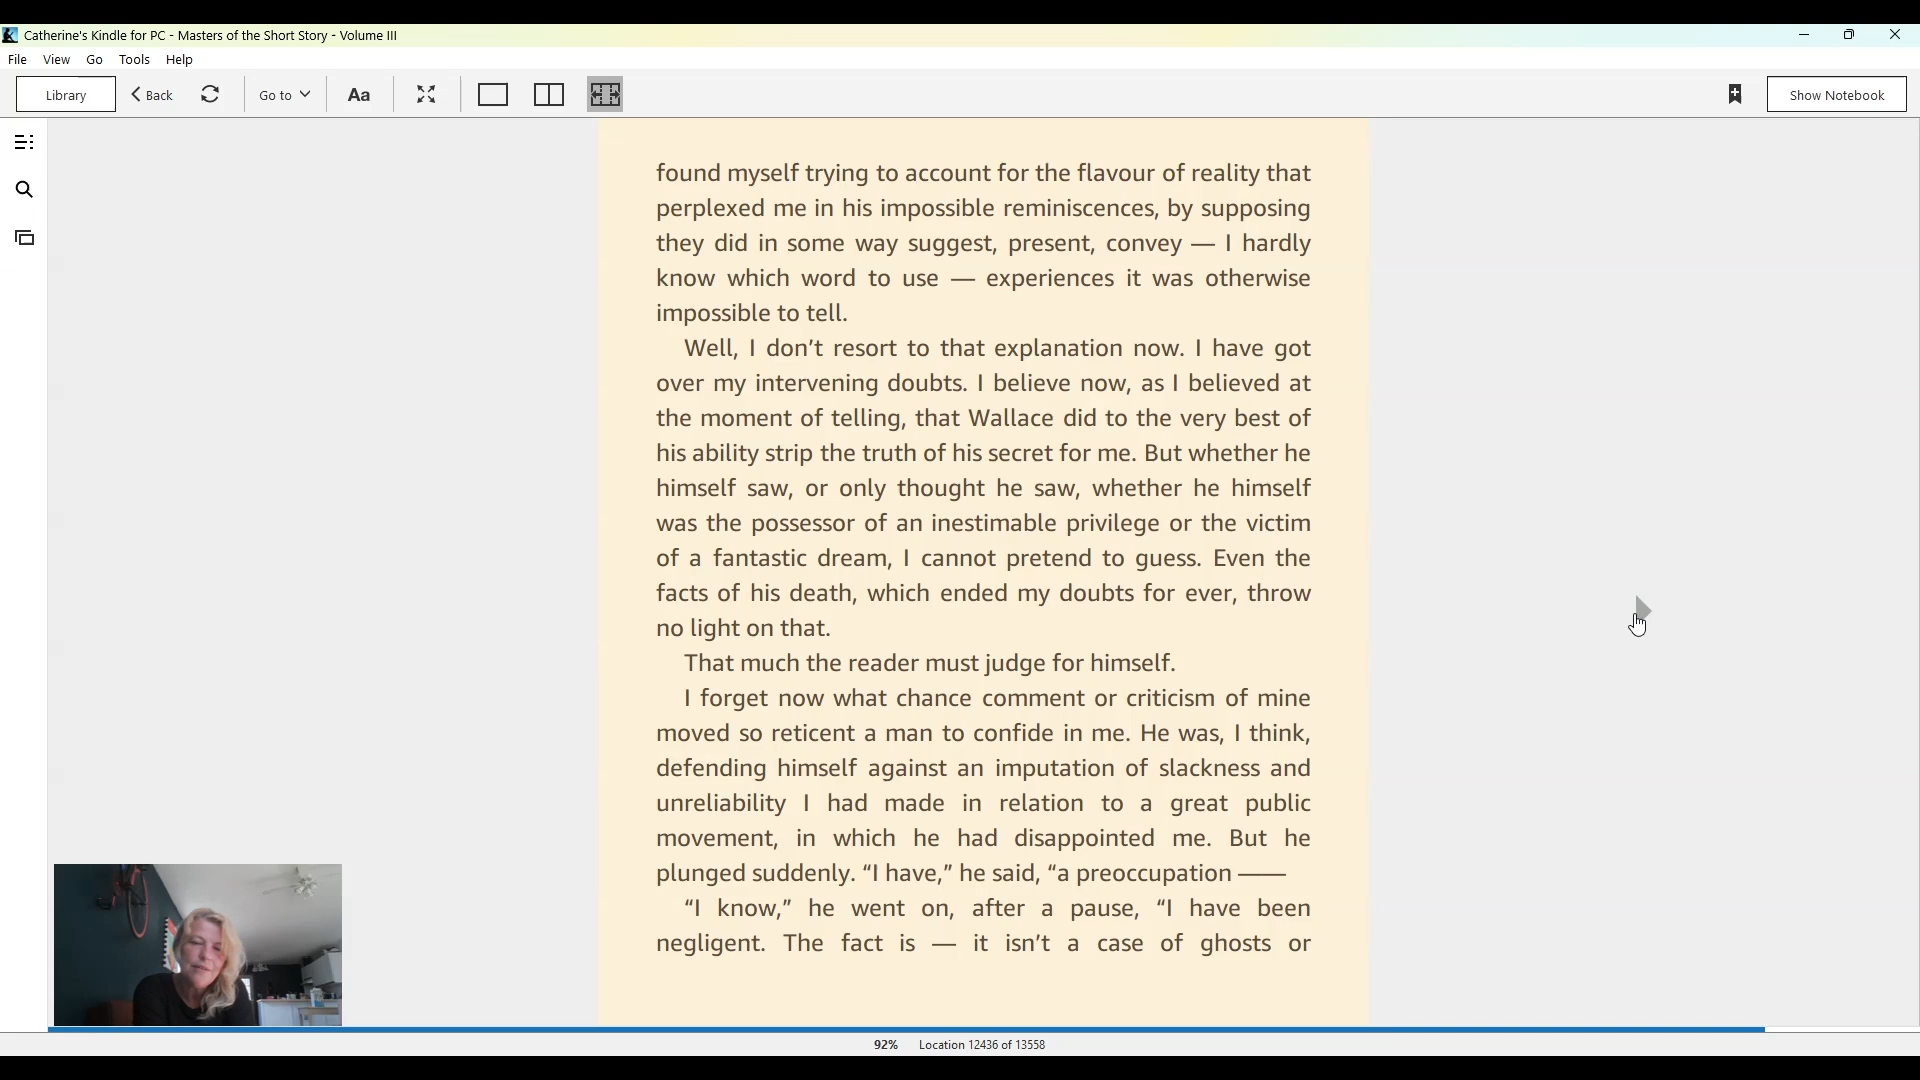 Catherine's Kindle for PC - Masters of the Short Story - Volume III
File View Go Tools Help
Library Back Go to Aa Show Notebook
found myself trying to account for the flavour of reality that
perplexed me in his impossible reminiscences, by supposing
they did in some way suggest, present, convey — I hardly
know which word to use — experiences it was otherwise
impossible to tell.
Well, I don’t resort to that explanation now. I have got
over my intervening doubts. I believe now, as I believed at
the moment of telling, that Wallace did to the very best of
his ability strip the truth of his secret for me. But whether he
himself saw, or only thought he saw, whether he himself
was the possessor of an inestimable privilege or the victim
of a fantastic dream, I cannot pretend to guess. Even the
facts of his death, which ended my doubts for ever, throw
no light on that.
That much the reader must judge for himself.
I forget now what chance comment or criticism of mine
moved so reticent a man to confide in me. He was, I think,
defending himself against an imputation of slackness and
unreliability I had made in relation to a great public
movement, in which he had disappointed me. But he
plunged suddenly. “I have,” he said, “a preoccupation ——
“I know,” he went on, after a pause, “I have been
negligent. The fact is — it isn’t a case of ghosts or
92% Location 12436 of 13558